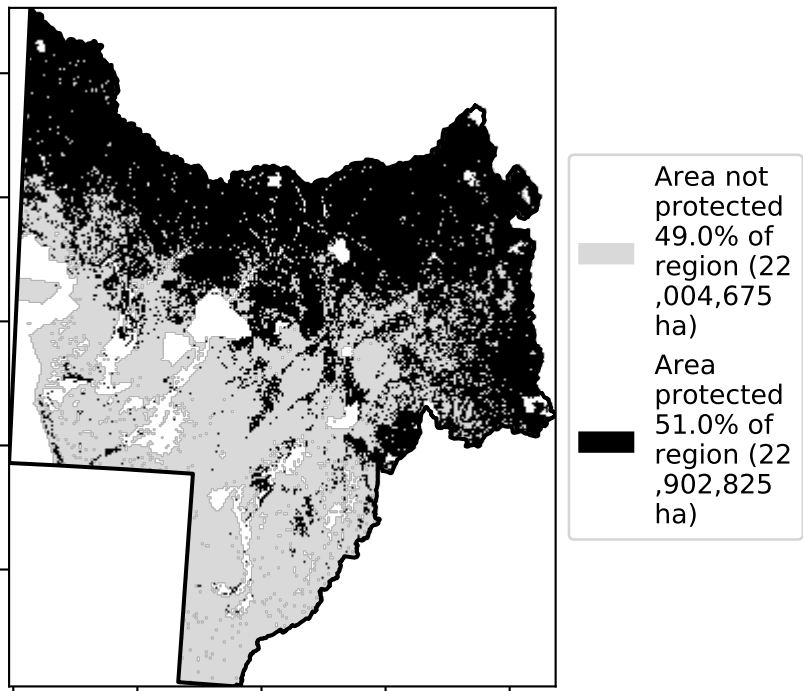 Area not
protected
49.0% of
region (22
,004,675
ha)
Area
protected
51.0% of
region (22
,902,825
ha)